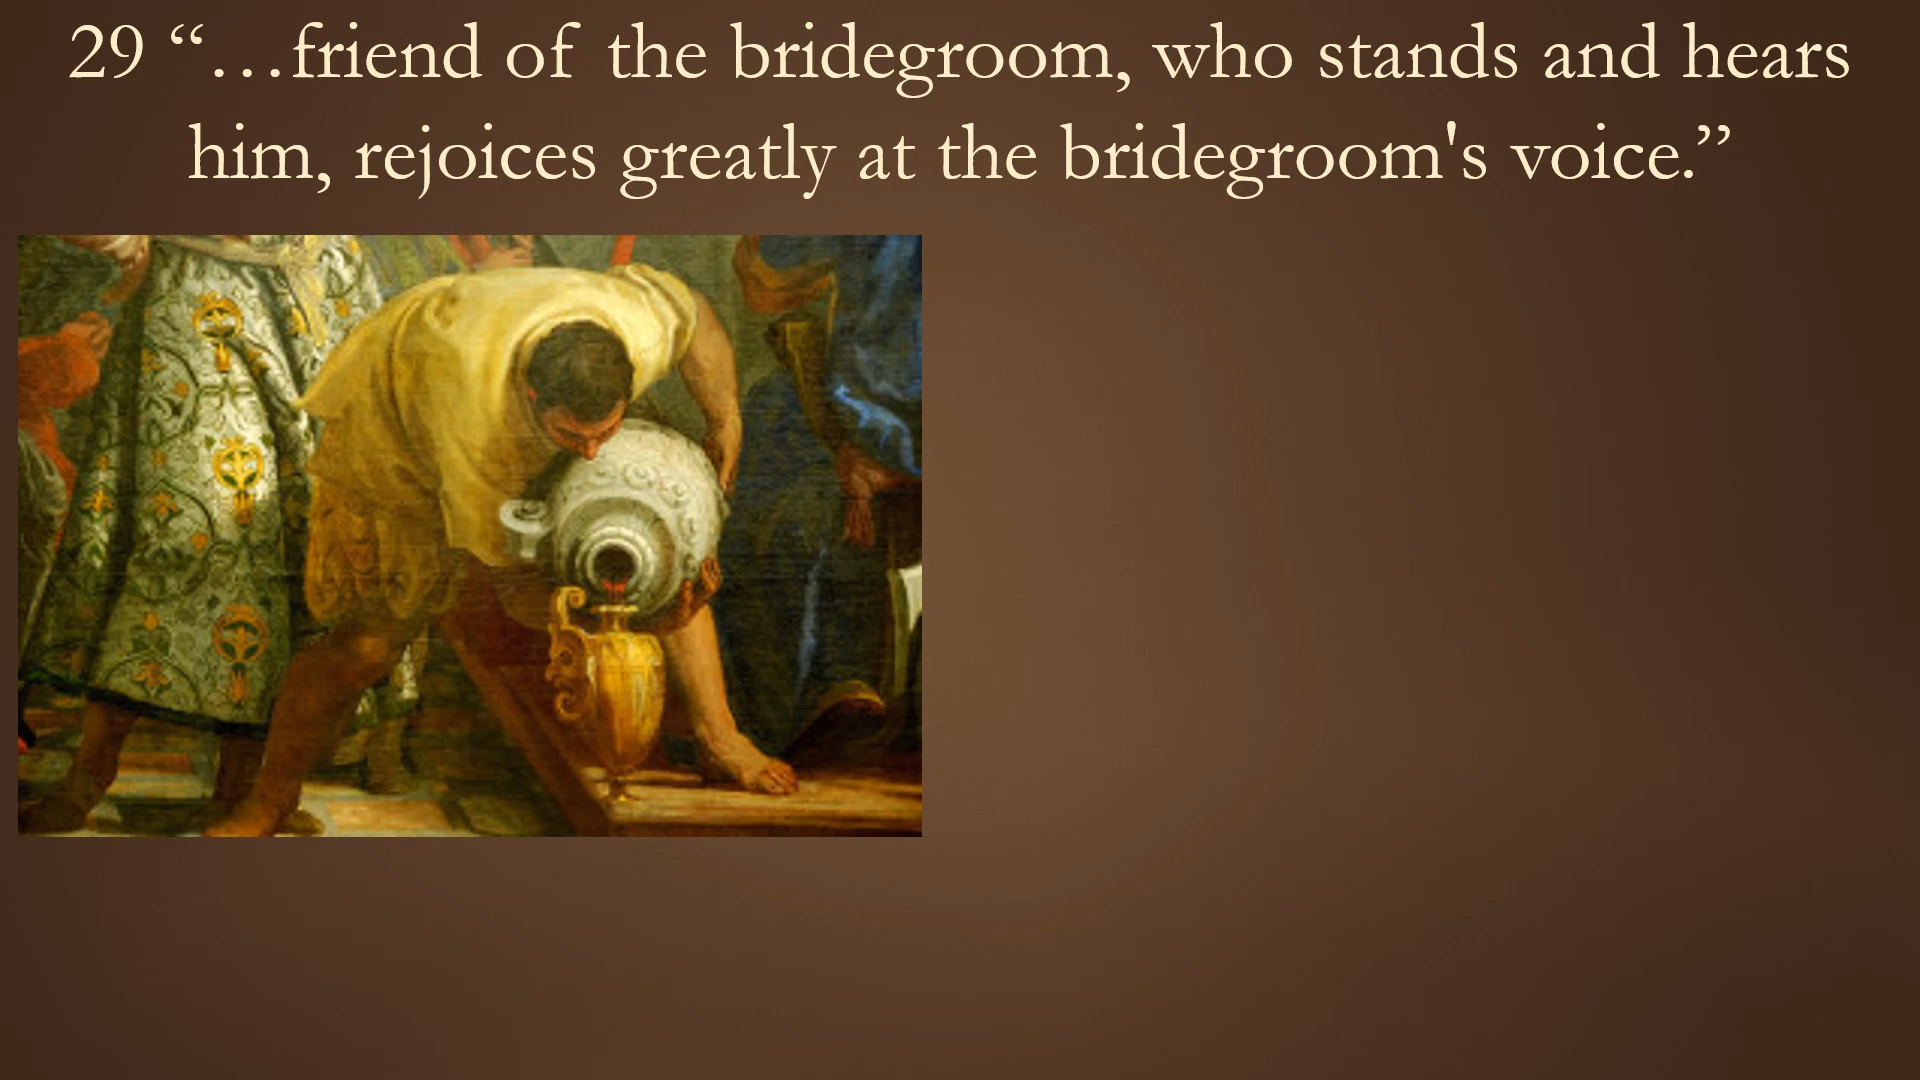 29 “…friend of the bridegroom, who stands and hears
him, rejoices greatly at the bridegroom's voice.”